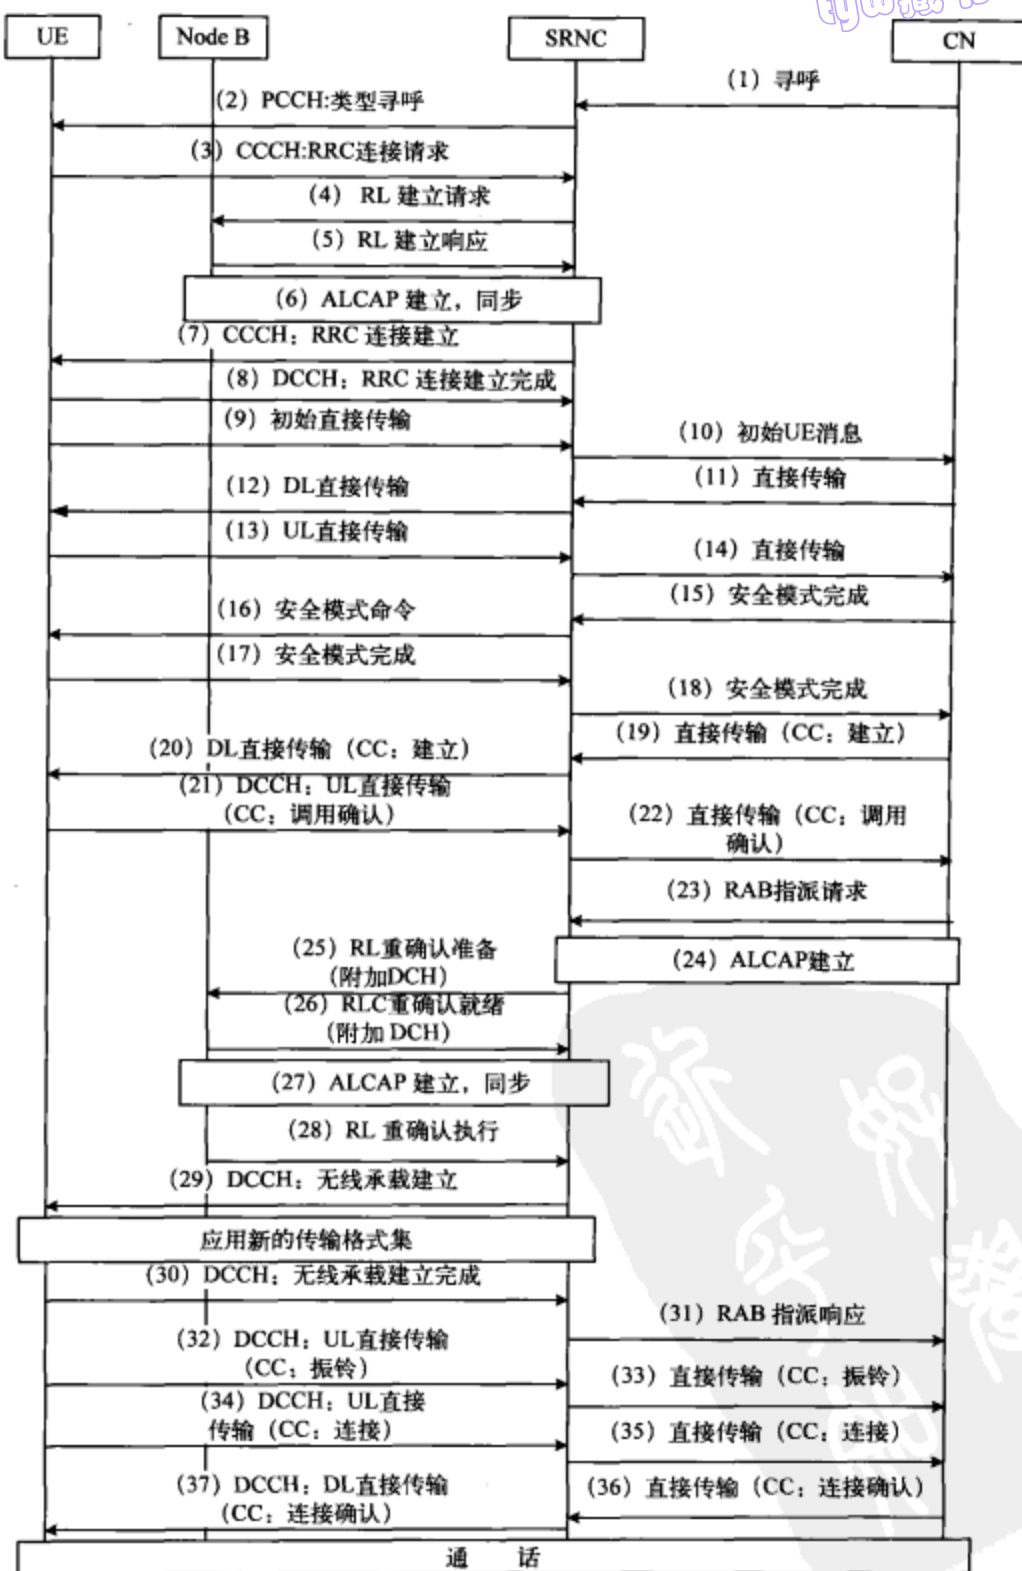 UE
Node B
SRNC
CN
(1) 寻呼
(2) PCCH:类型寻呼
(3) CCCH:RRC连接请求
(4) RL 建立请求
(5) RL 建立响应
(6) ALCAP 建立，同步
(7) CCCH：RRC 连接建立
(8) DCCH：RRC 连接建立完成
(9) 初始直接传输
(10) 初始UE消息
(11) 直接传输
(12) DL直接传输
(13) UL直接传输
(14) 直接传输
(15) 安全模式完成
(16) 安全模式命令
(17) 安全模式完成
(18) 安全模式完成
(19) 直接传输（CC：建立）
(20) DL直接传输（CC：建立）
(21) DCCH：UL直接传输
（CC：调用确认）
(22) 直接传输（CC：调用
确认）
(23) RAB指派请求
(24) ALCAP建立
(25) RL重确认准备
(附加DCH)
(26) RLC重确认就绪
(附加 DCH)
(27) ALCAP 建立，同步
(28) RL 重确认执行
(29) DCCH：无线承载建立
应用新的传输格式集
(30) DCCH：无线承载建立完成
(31) RAB 指派响应
(32) DCCH：UL直接传输
（CC：振铃）
(33) 直接传输（CC：振铃）
(34) DCCH：UL直接
传输（CC：连接）
(35) 直接传输（CC：连接）
(36) 直接传输（CC：连接确认）
(37) DCCH：DL直接传输
（CC：连接确认）
通 话